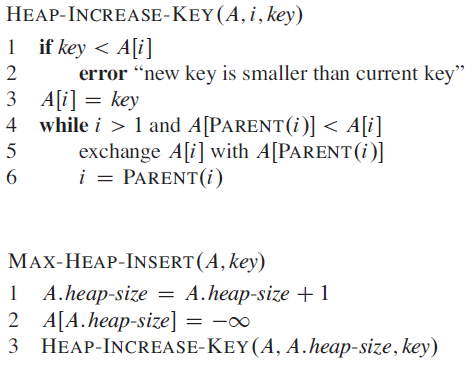 HEAP-INCREASE-KEY(A, i, key)
1 if key < A[i]
2 error “new key is smaller than current key”
3 A[i] = key
4 while i > 1 and A[PARENT(i)] < A[i]
5 exchange A[i] with A[PARENT(i)]
6 i = PARENT(i)
MAX-HEAP-INSERT(A, key)
1 A.heap-size = A.heap-size + 1
2 A[A.heap-size] = −∞
3 HEAP-INCREASE-KEY(A, A.heap-size, key)